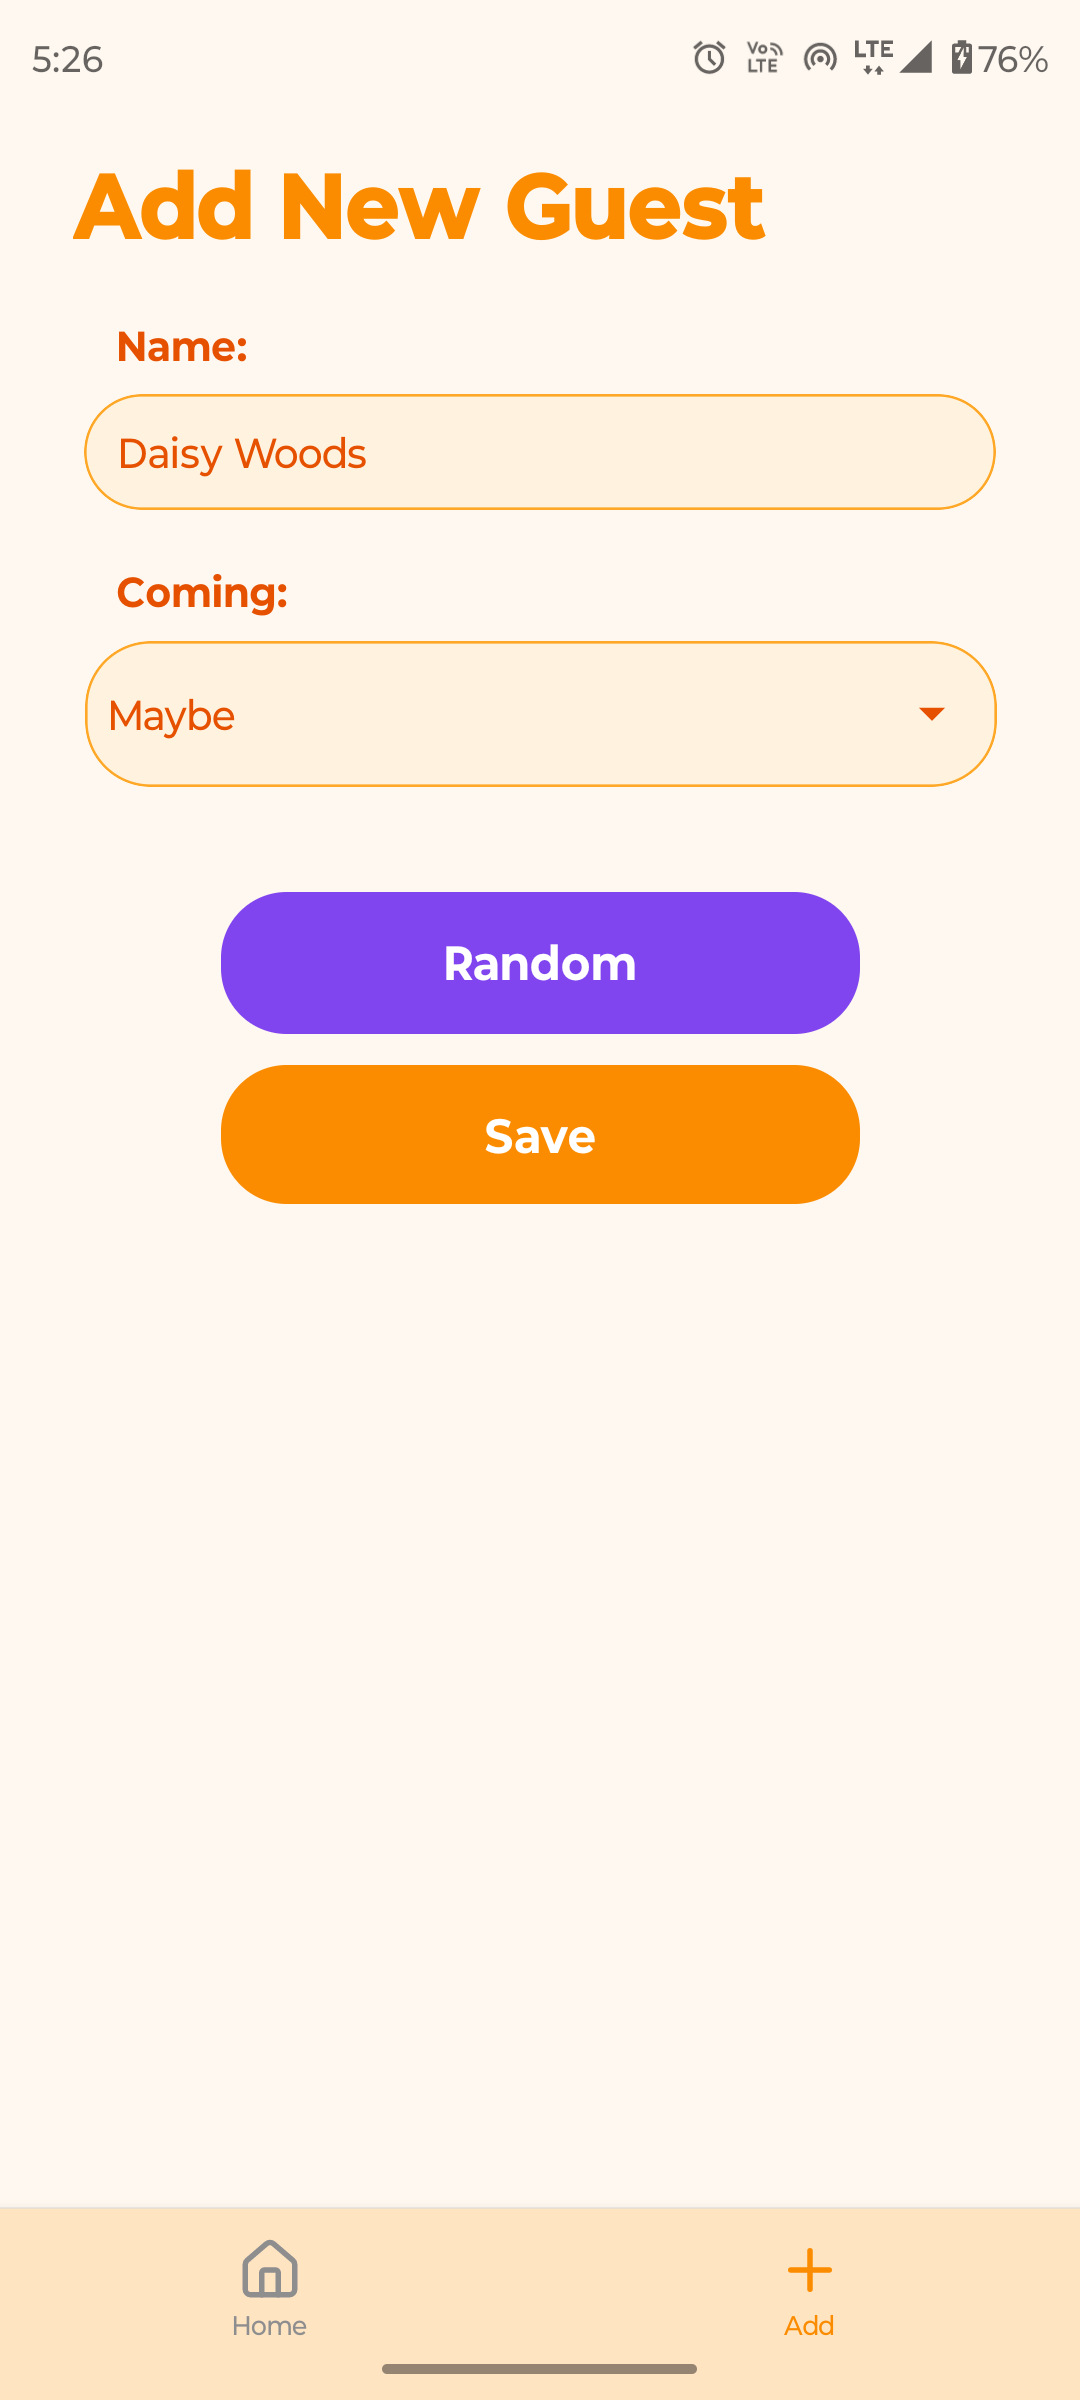 5:26
Vo LTE LTE 76%
Add New Guest
Name:
Daisy Woods
Coming:
Maybe
Random
Save
Home Add